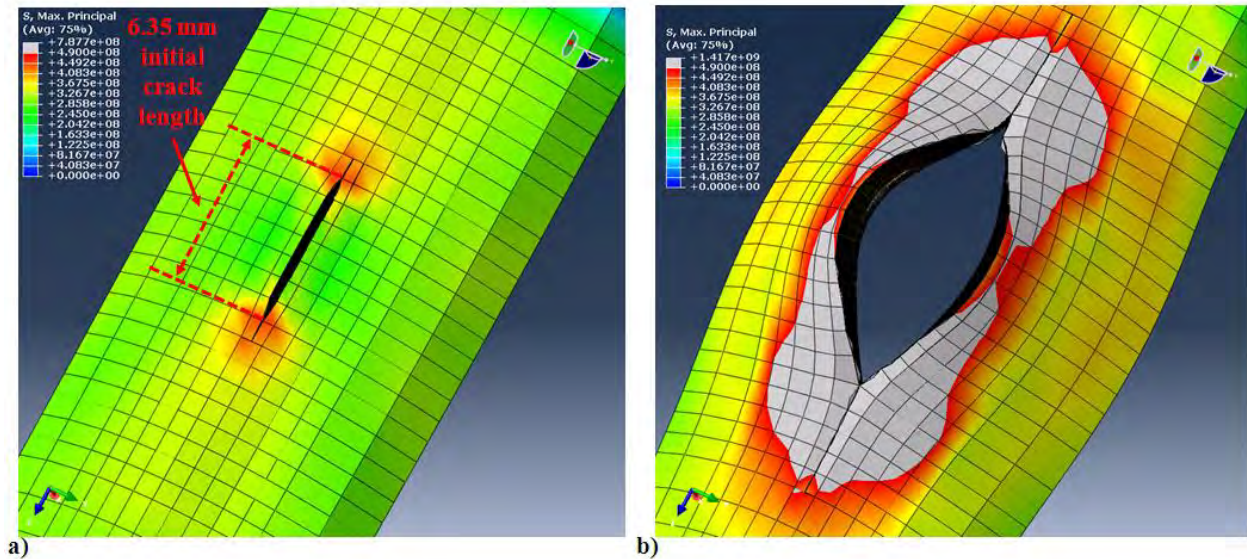 S, Max. Principal
(Avg: 75%)
+7.877e+08
+4.900e+08
+4.492e+08
+4.083e+08
+3.675e+08
+3.267e+08
+2.858e+08
+2.450e+08
+2.042e+08
+1.633e+08
+1.225e+08
+8.167e+07
+4.083e+07
+0.000e+00
6.35 mm
initial
crack
length
a)
S, Max. Principal
(Avg: 75%)
+1.417e+09
+4.900e+08
+4.492e+08
+4.083e+08
+3.675e+08
+3.267e+08
+2.858e+08
+2.450e+08
+2.042e+08
+1.633e+08
+1.225e+08
+8.167e+07
+4.083e+07
+0.000e+00
b)